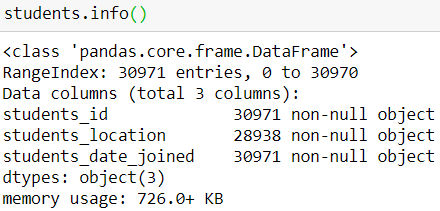 students.info()
<class 'pandas.core.frame.DataFrame'>
RangeIndex: 30971 entries, 0 to 30970
Data columns (total 3 columns):
students_id             30971 non-null object
students_location       28938 non-null object
students_date_joined    30971 non-null object
dtypes: object(3)
memory usage: 726.0+ KB